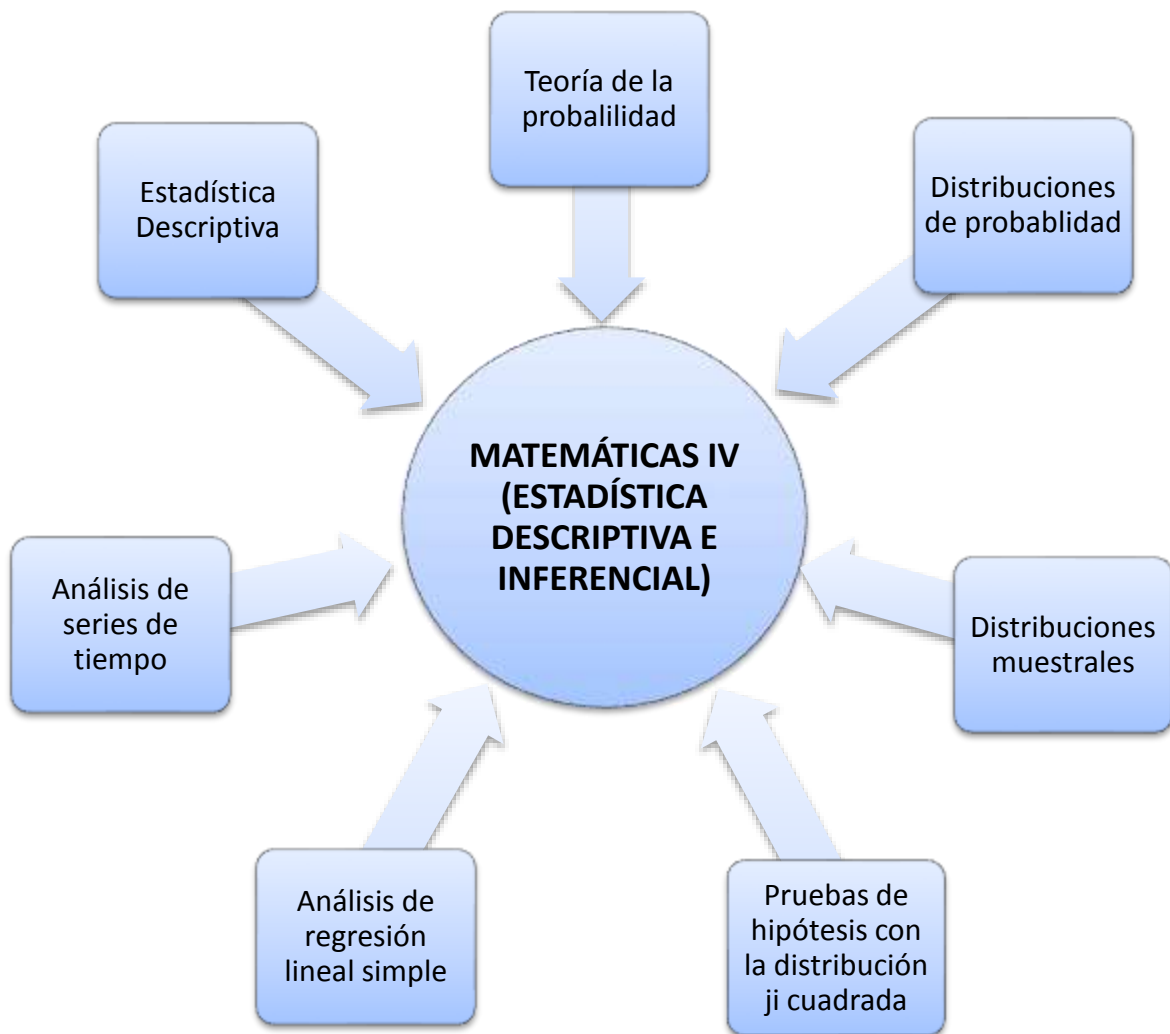 Teoría de la
probalilidad
Distribuciones
de probablidad
Distribuciones
muestrales
Pruebas de
hipótesis con
la distribución
ji cuadrada
Análisis de
regresión
lineal simple
Análisis de
series de
tiempo
Estadística
Descriptiva
MATEMÁTICAS IV
(ESTADÍSTICA
DESCRIPTIVA E
INFERENCIAL)